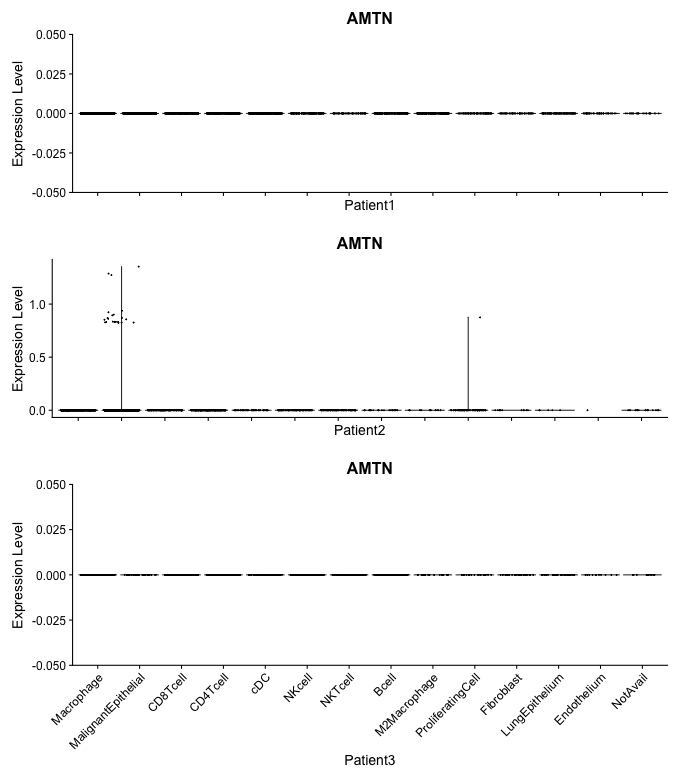 AMTN
Expression Level
0.050
0.025
0.000
-0.025
-0.050
Patient1
AMTN
Expression Level
1.0
0.5
0.0
Patient2
AMTN
Expression Level
0.050
0.025
0.000
-0.025
-0.050
Macrophage
MalignantEpithelial
CD8Tcell
CD4Tcell
cDC
NKcell
NKTcell
Bcell
M2Macrophage
ProliferatingCell
Fibroblast
LungEpithelium
Endothelium
NotAvail
Patient3